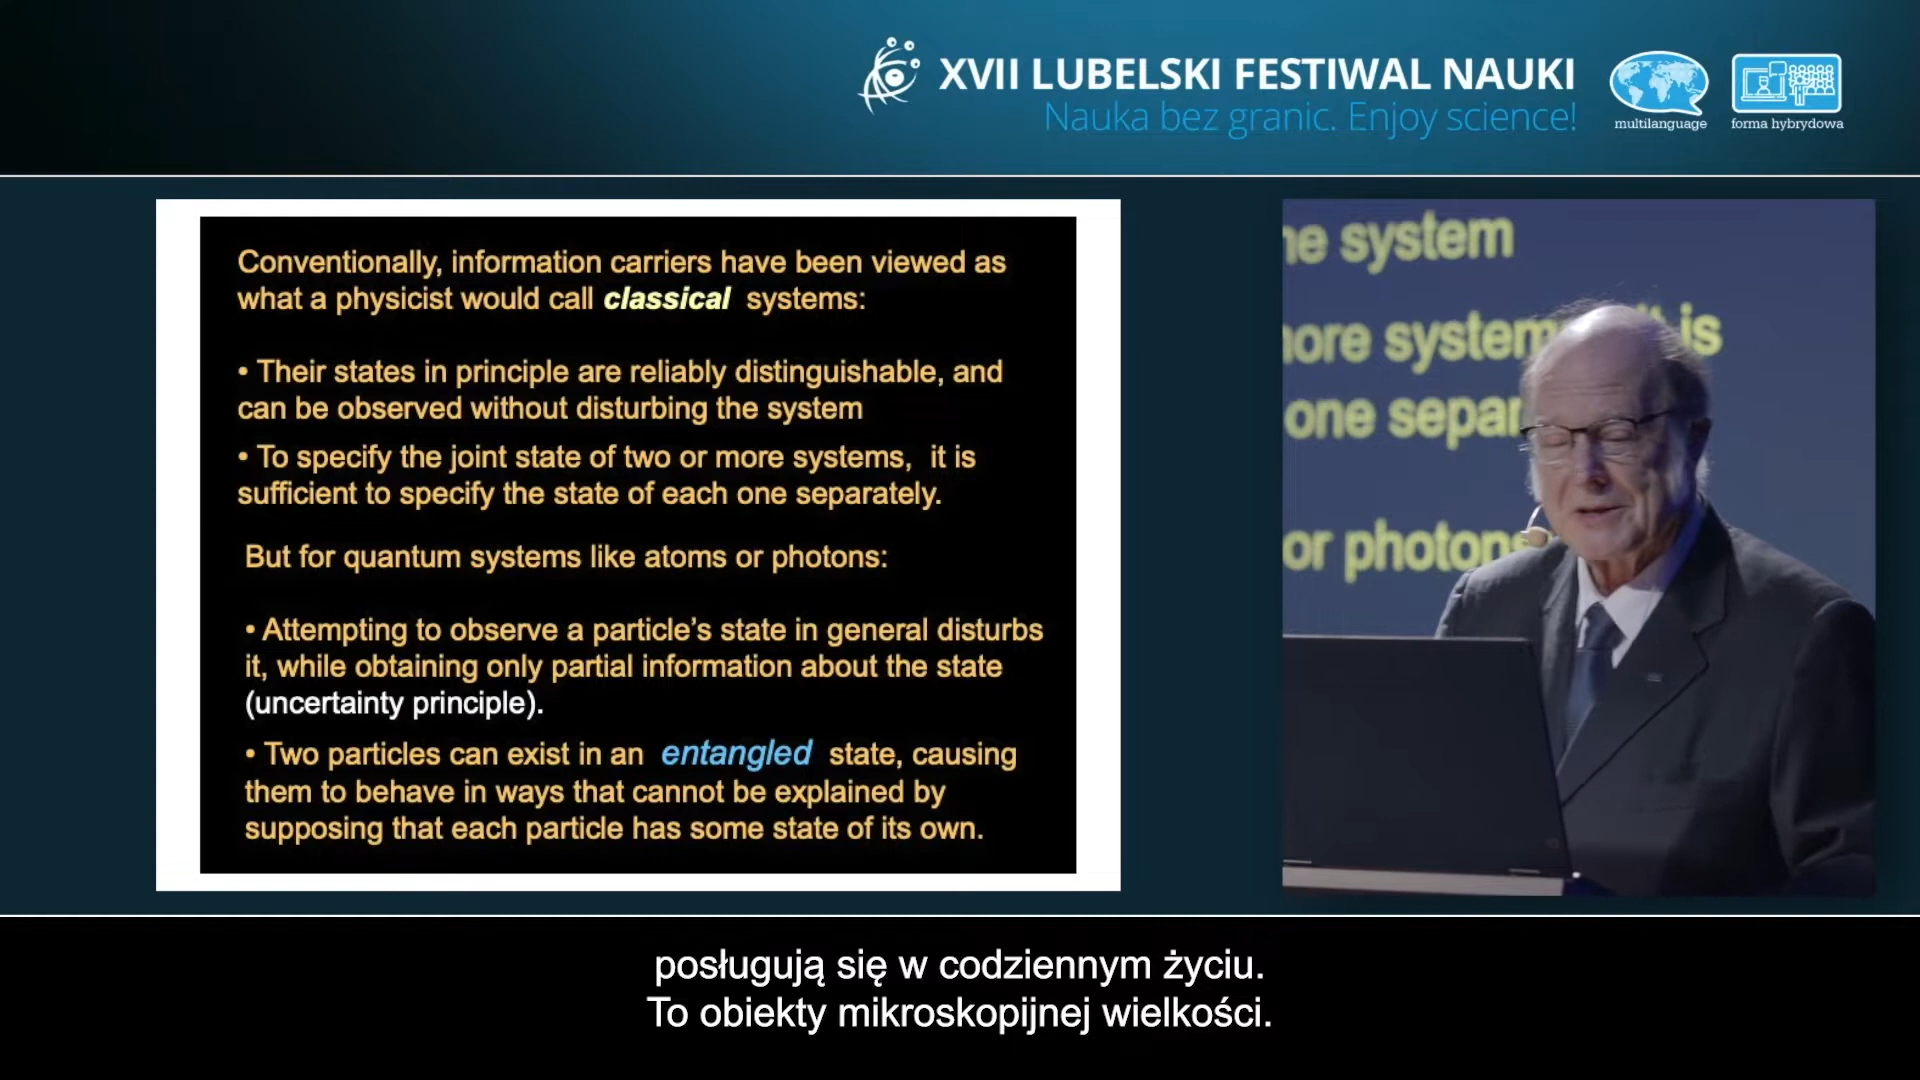 XVII LUBELSKI FESTIWAL NAUKI
Nauka bez granic. Enjoy science!
multilanguage
forma hybrydowa
Conventionally, information carriers have been viewed as
what a physicist would call classical systems:
• Their states in principle are reliably distinguishable, and
can be observed without disturbing the system
• To specify the joint state of two or more systems, it is
sufficient to specify the state of each one separately.
But for quantum systems like atoms or photons:
• Attempting to observe a particle’s state in general disturbs
it, while obtaining only partial information about the state
(uncertainty principle).
• Two particles can exist in an entangled state, causing
them to behave in ways that cannot be explained by
supposing that each particle has some state of its own.
he system
more systems, it is
one separ
or photons
posługują się w codziennym życiu.
To obiekty mikroskopijnej wielkości.